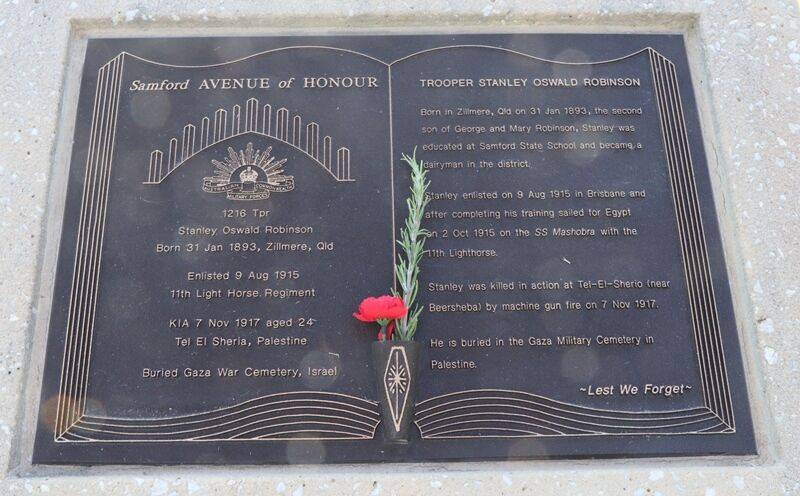 Samford AVENUE of HONOUR
AUSTRALIAN COMMONWEALTH
MILITARY FORCES
1216 Tpr
Stanley Oswald Robinson
Born 31 Jan 1893, Zillmere, Qld
Enlisted 9 Aug 1915
11th Light Horse Regiment
KIA 7 Nov 1917 aged 24
Tel El Sheria, Palestine
Buried Gaza War Cemetery, Israel
TROOPER STANLEY OSWALD ROBINSON
Born in Zillmere, Qld on 31 Jan 1893, the second
son of George and Mary Robinson, Stanley was
educated at Samford State School and became a
dairyman in the district.
Stanley enlisted on 9 Aug 1915 in Brisbane and
after completing his training sailed for Egypt
on 2 Oct 1915 on the SS Mashobra with the
11th Lighthorse.
Stanley was killed in action at Tel-El-Sherio (near
Beersheba) by machine gun fire on 7 Nov 1917.
He is buried in the Gaza Military Cemetery in
Palestine.
~Lest We Forget~